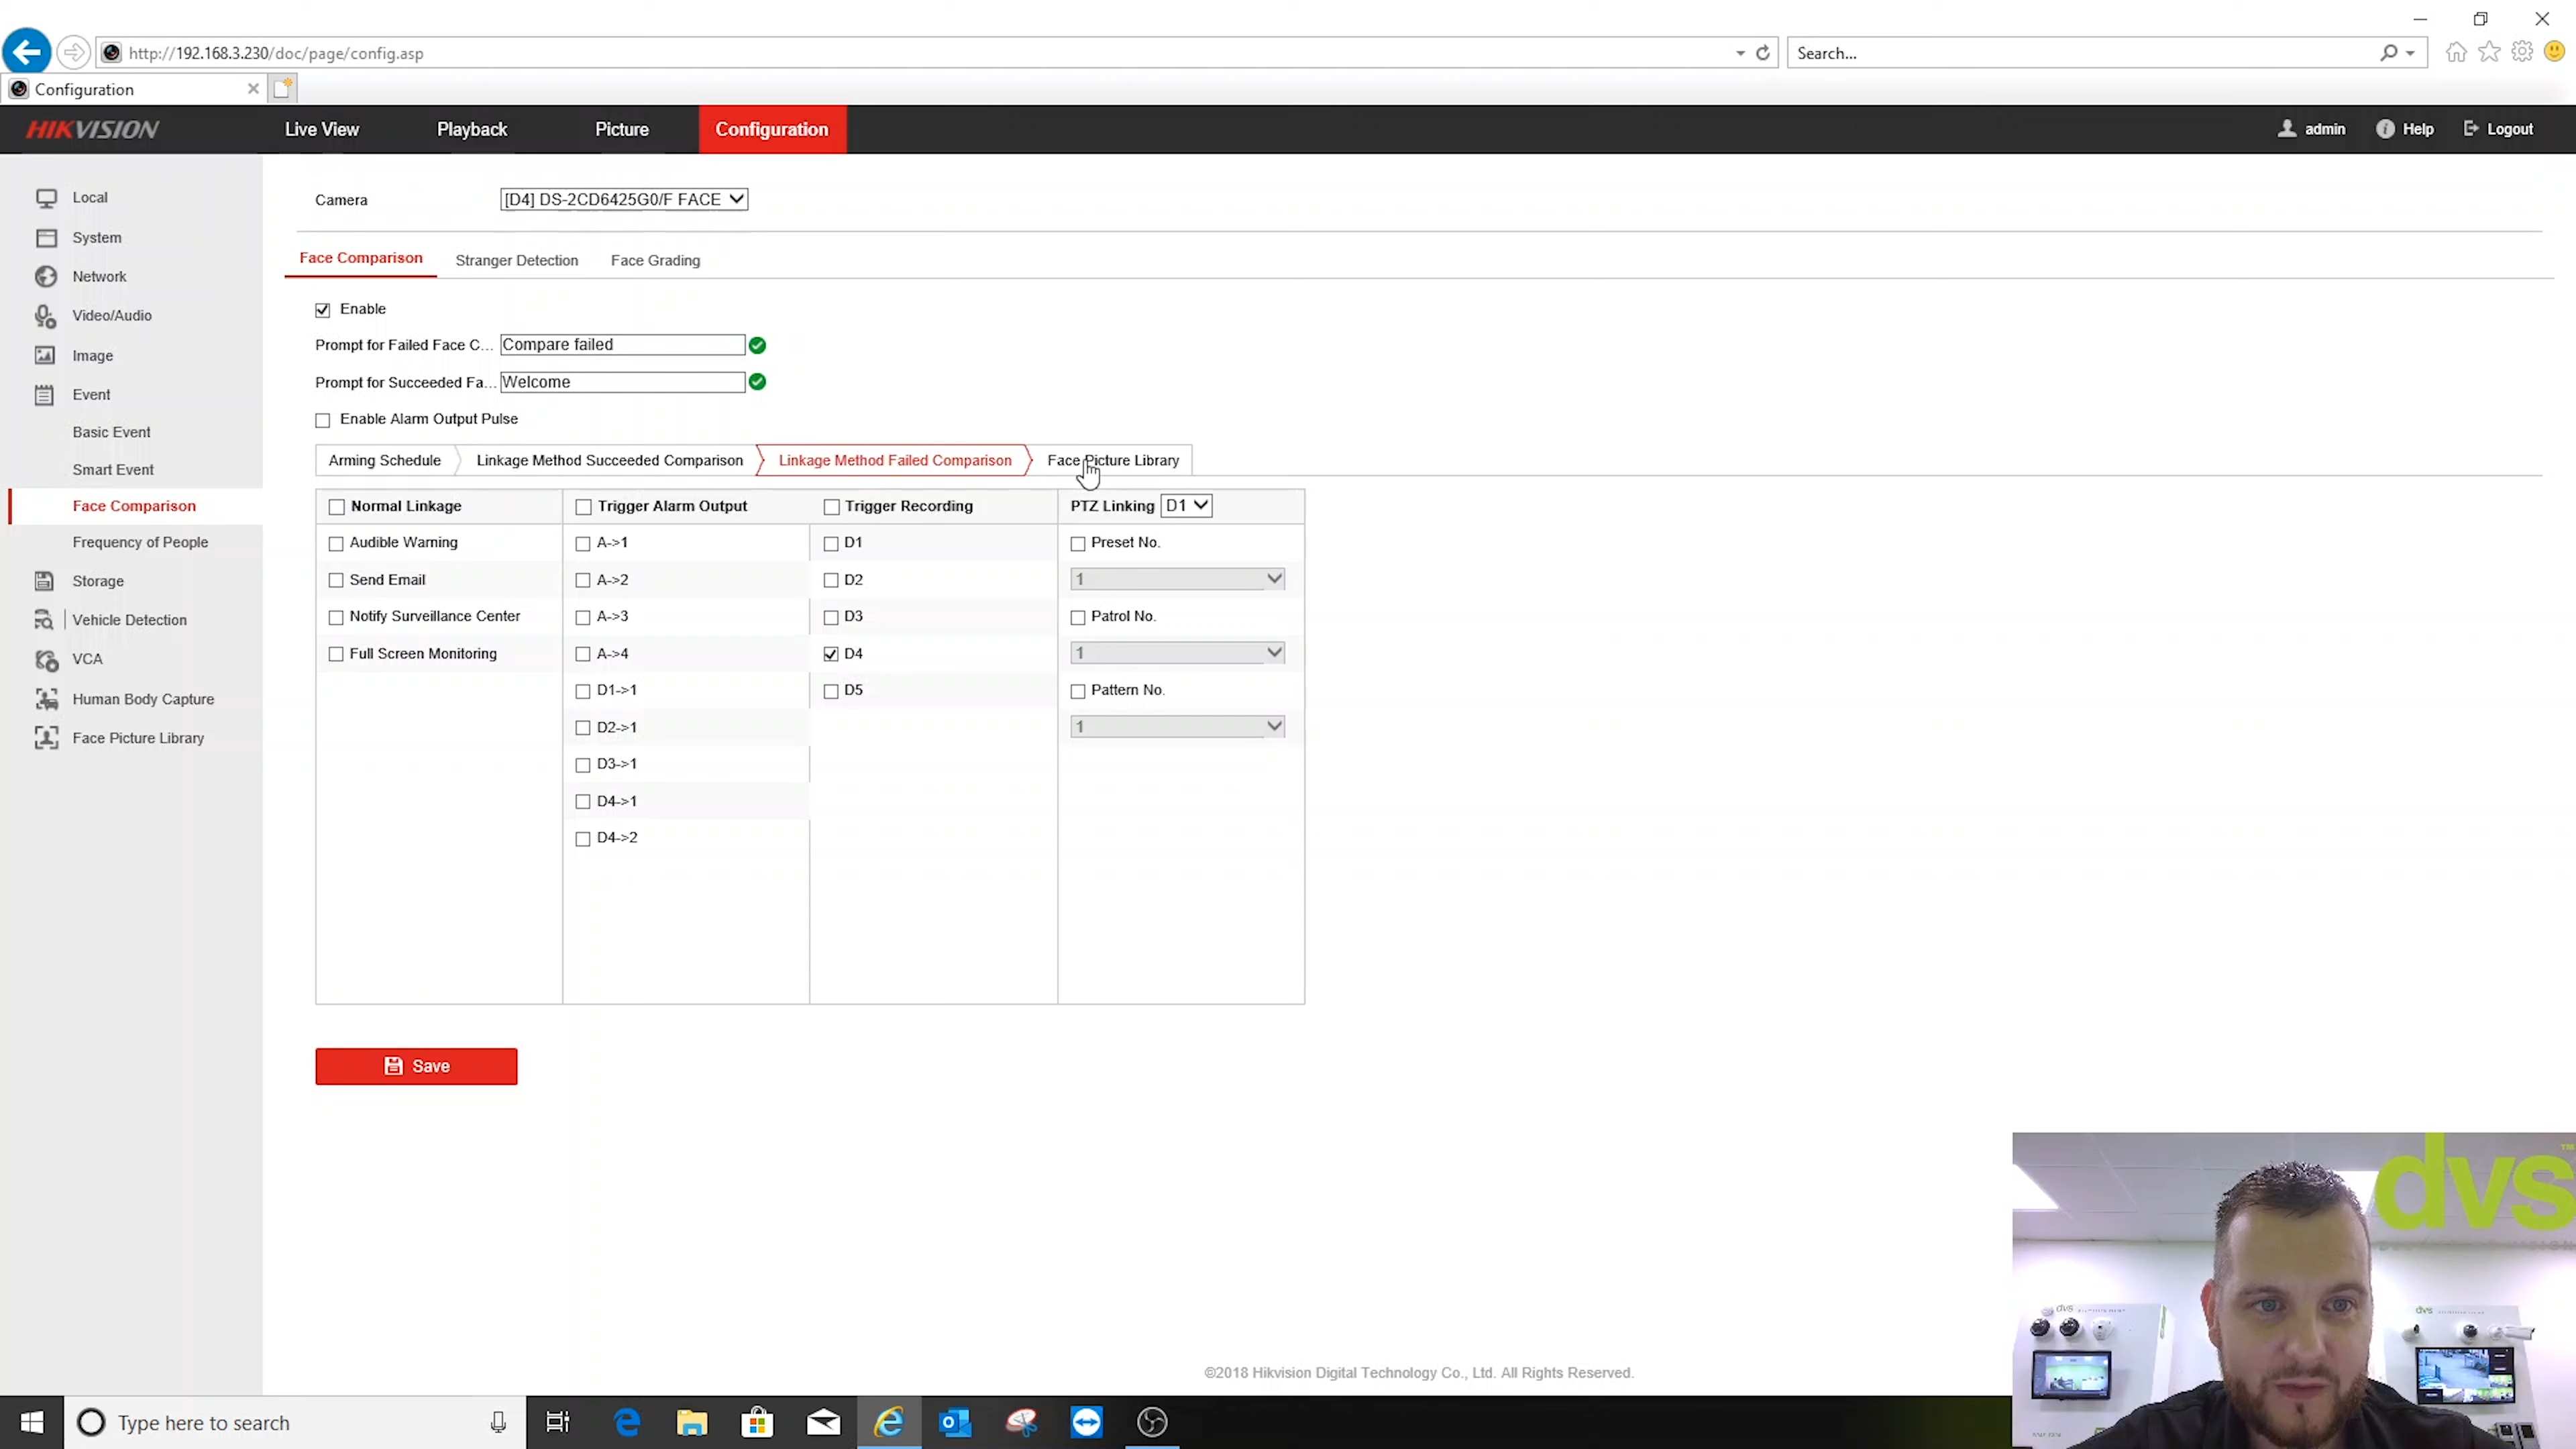 http://192.168.3.230/doc/page/config.asp
Search...
Configuration
HIKVISION
Live View
Playback
Picture
Configuration
admin
Help
Logout
Local
System
Network
Video/Audio
Image
Event
Basic Event
Smart Event
Face Comparison
Frequency of People
Storage
Vehicle Detection
VCA
Human Body Capture
Face Picture Library
Camera
[D4] DS-2CD6425G0/F FACE
Face Comparison
Stranger Detection
Face Grading
Enable
Prompt for Failed Face C...
Compare failed
Prompt for Succeeded Fa...
Welcome
Enable Alarm Output Pulse
Arming Schedule
Linkage Method Succeeded Comparison
Linkage Method Failed Comparison
Face Picture Library
Normal Linkage
Trigger Alarm Output
Trigger Recording
PTZ Linking
D1
Audible Warning
A->1
D1
Preset No.
Send Email
A->2
D2
1
Notify Surveillance Center
A->3
D3
Patrol No.
Full Screen Monitoring
A->4
D4
1
D1->1
D5
Pattern No.
D2->1
1
D3->1
D4->1
D4->2
Save
©2018 Hikvision Digital Technology Co., Ltd. All Rights Reserved.
dvs™
dvs
dvs
Type here to search